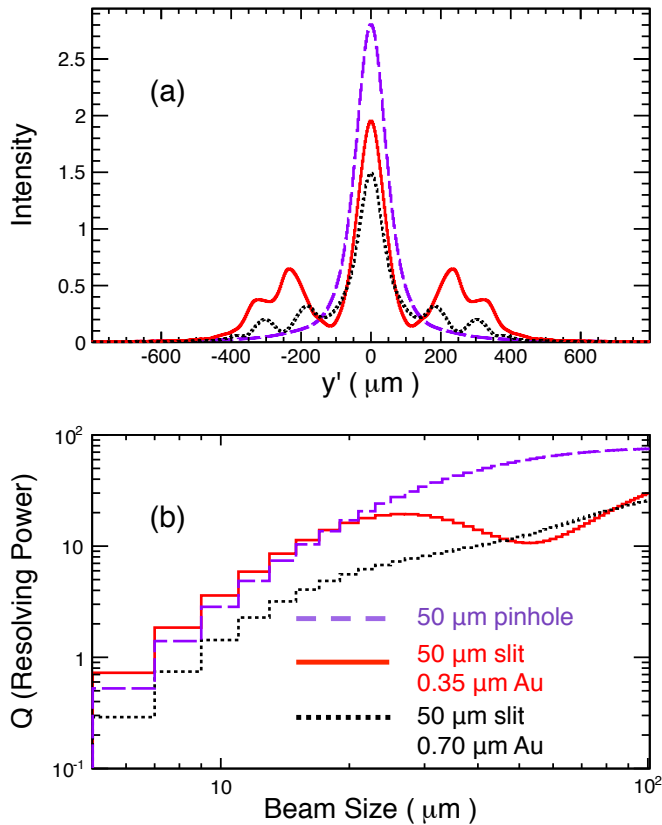 (a)
Intensity
2.5
2
1.5
1
0.5
0
-600 -400 -200 0 200 400 600
y' ( μm )
(b)
Q (Resolving Power)
10²
10
1
10⁻¹
50 μm pinhole
50 μm slit
0.35 μm Au
50 μm slit
0.70 μm Au
10 10²
Beam Size ( μm )